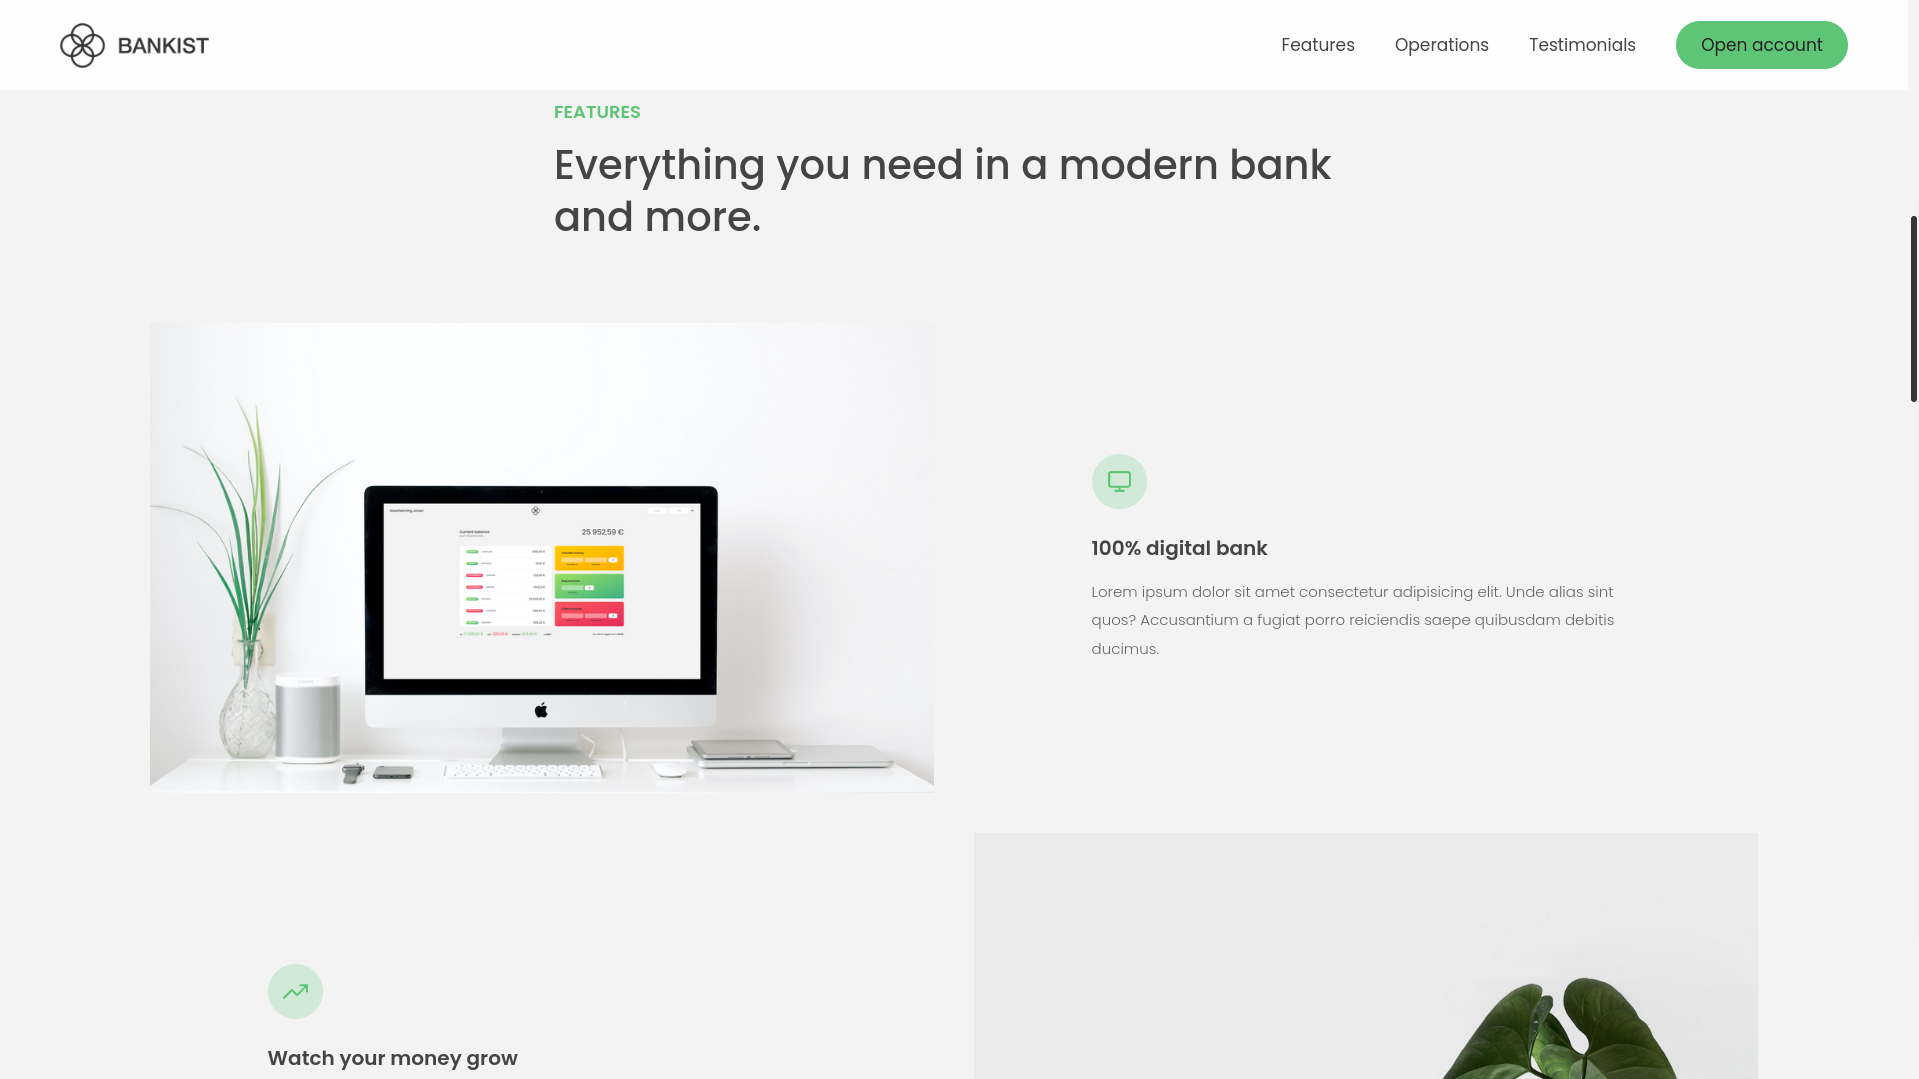 BANKIST
Features
Operations
Testimonials
Open account
FEATURES
Everything you need in a modern bank
and more.
Current balance
25 952,59 €
100% digital bank
Lorem ipsum dolor sit amet consectetur adipisicing elit. Unde alias sint
quos? Accusantium a fugiat porro reiciendis saepe quibusdam debitis
ducimus.
Watch your money grow